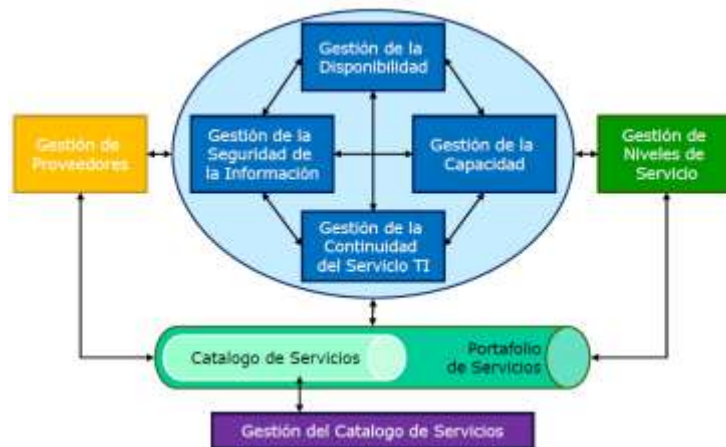 Gestión de la
Disponibilidad
Gestión de
Proveedores
Gestión de la
Seguridad de
la Información
Gestión de la
Capacidad
Gestión de
Niveles de
Servicio
Gestión de la
Continuidad
del Servicio TI
Catalogo de Servicios
Portafolio
de Servicios
Gestión del Catalogo de Servicios